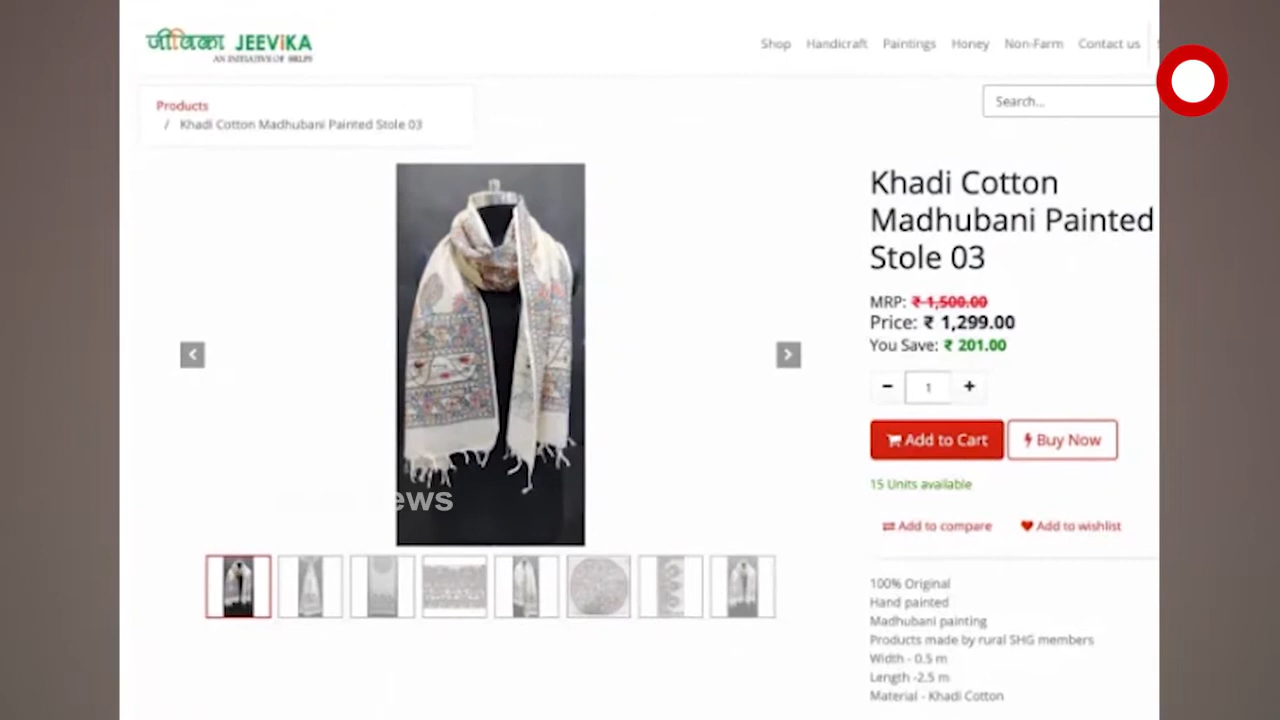 जीविका JEEViKA
AN INITIATIVE OF BRLPS
Shop Handicraft Paintings Honey Non-Farm Contact us
Products
/ Khadi Cotton Madhubani Painted Stole 03
Search...
Khadi Cotton
Madhubani Painted
Stole 03
MRP: ₹ 1,500.00
Price: ₹ 1,299.00
You Save: ₹ 201.00
- 1 +
Add to Cart Buy Now
15 Units available
Add to compare Add to wishlist
100% Original
Hand painted
Madhubani painting
Products made by rural SHG members
Width - 0.5 m
Length -2.5 m
Material - Khadi Cotton